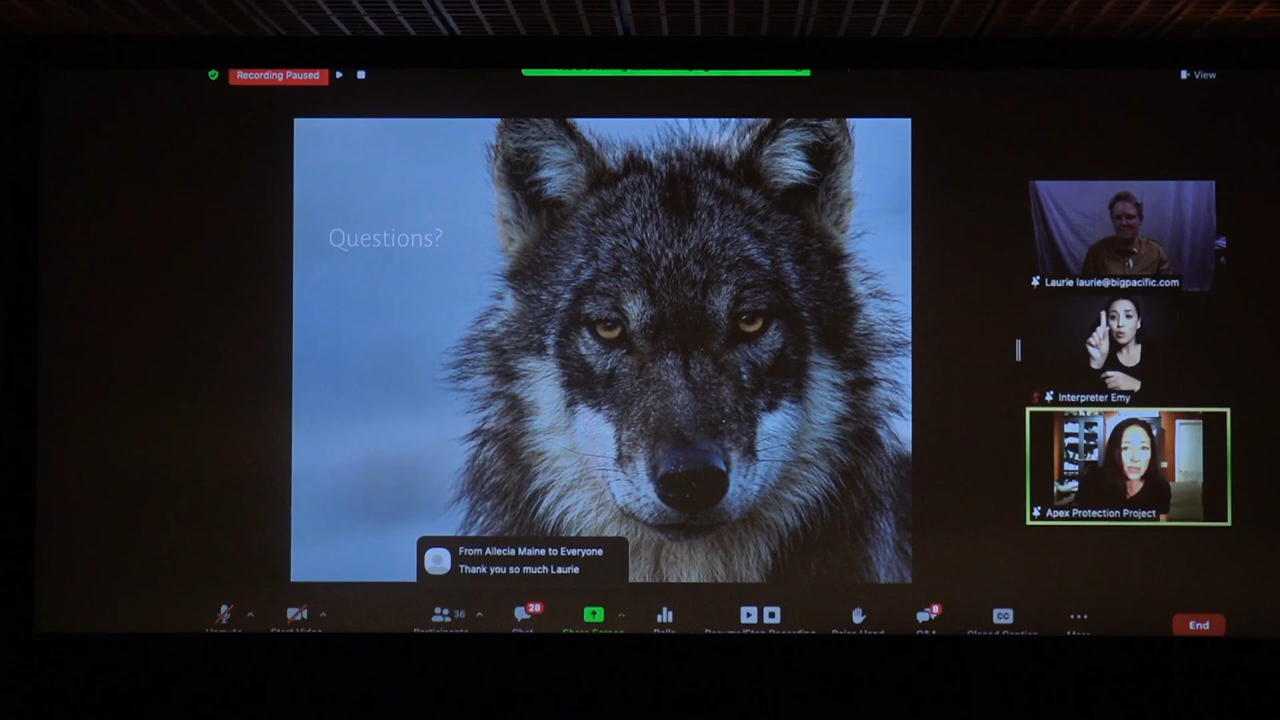 Recording Paused
View
Questions?
Laurie laurie@bigpacific.com
Interpreter Emy
Apex Protection Project
From Allecia Maine to Everyone
Thank you so much Laurie
36
28
8
CC
End